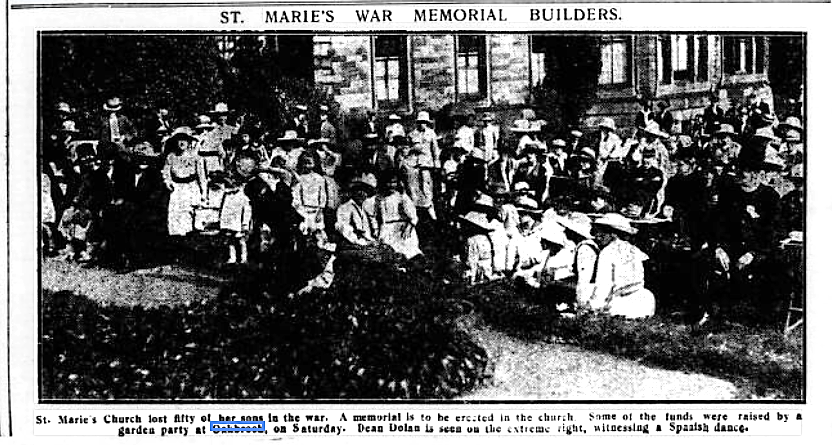 ST. MARIE'S WAR MEMORIAL BUILDERS.
St. Marie's Church lost fifty of her sons in the war. A memorial is to be erected in the church. Some of the funds were raised by a
garden party at Oakbrook, on Saturday. Dean Dolan is seen on the extreme right, witnessing a Spanish dance.